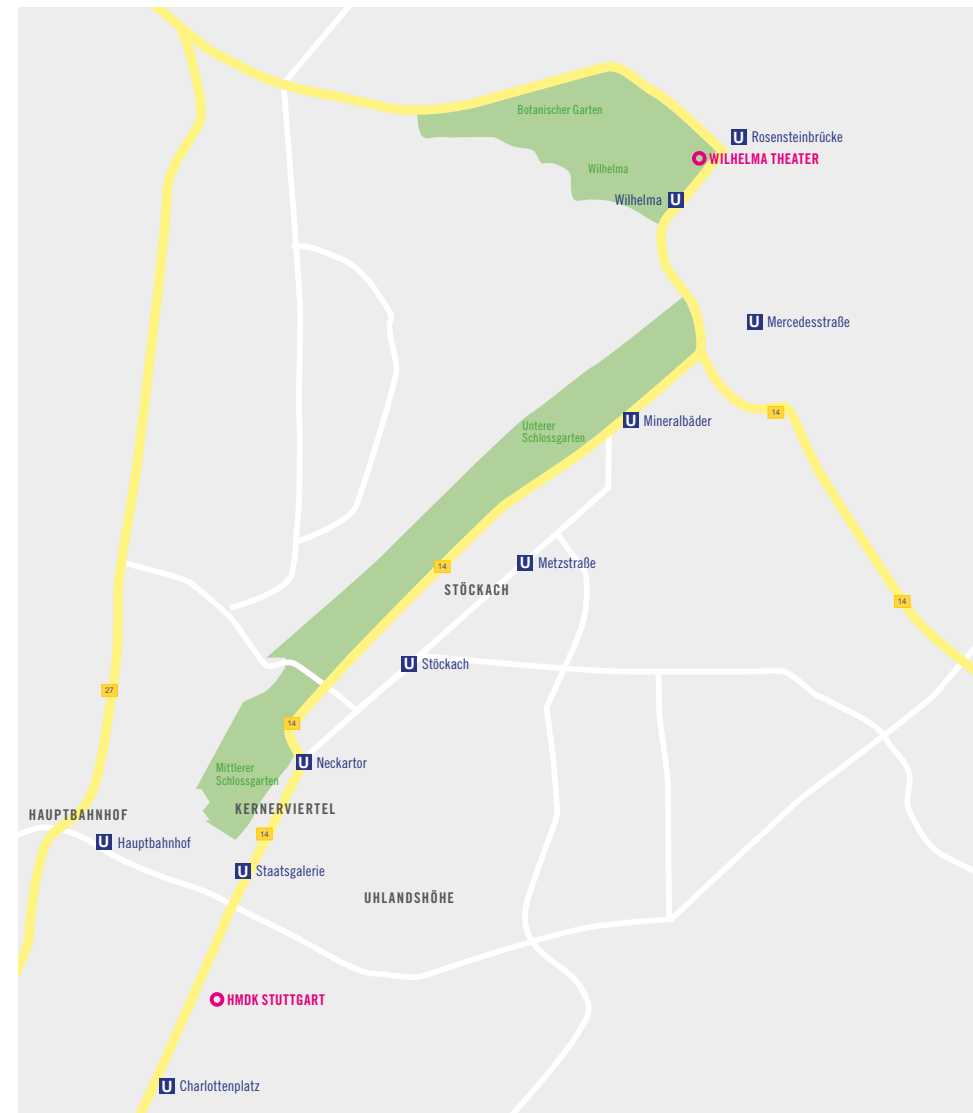 Botanischer Garten
U Rosensteinbrücke
WILHELMA THEATER
Wilhelma
Wilhelma U
U Mercedesstraße
14
U Mineralbäder
Unterer
Schlossgarten
14
U Metzstraße
STÖCKACH
14
U Stöckach
27
14
U Neckartor
Mittlerer
Schlossgarten
KERNERVIERTEL
HAUPTBAHNHOF
14
U Hauptbahnhof
U Staatsgalerie
UHLANDSHÖHE
HMDK STUTTGART
U Charlottenplatz